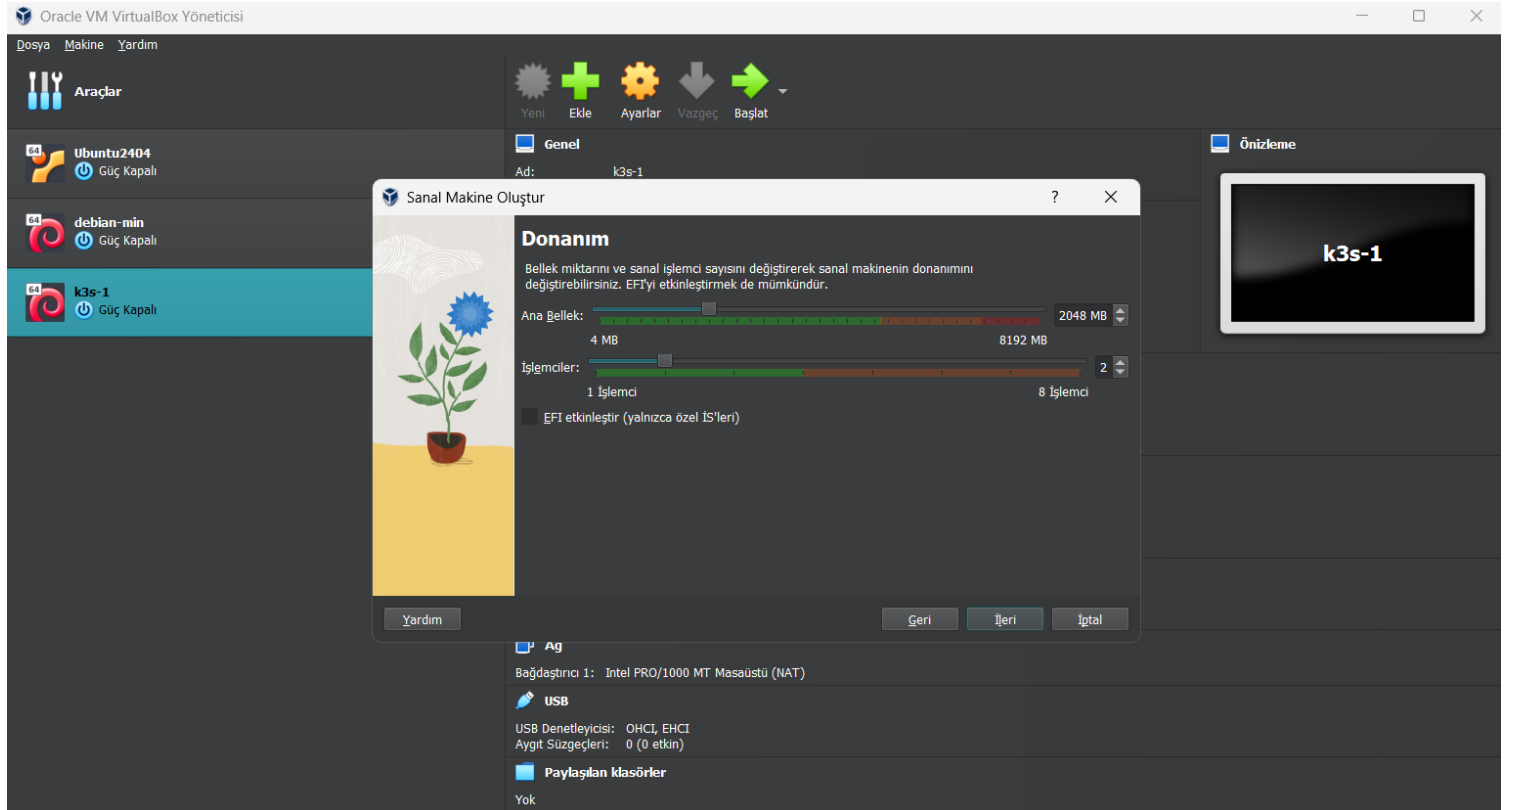 Oracle VM VirtualBox Yöneticisi
Dosya Makine Yardım
Araçlar
Yeni Ekle Ayarlar Vazgeç Başlat
64
Ubuntu2404
Güç Kapalı
64
debian-min
Güç Kapalı
64
k3s-1
Güç Kapalı
Genel
Ad: k3s-1
Önizleme
k3s-1
Sanal Makine Oluştur
?
Donanım
Bellek miktarını ve sanal işlemci sayısını değiştirerek sanal makinenin donanımını
değiştirebilirsiniz. EFI'yi etkinleştirmek de mümkündür.
Ana Bellek: 2048 MB
4 MB 8192 MB
İşlemciler: 2
1 İşlemci 8 İşlemci
EFI etkinleştir (yalnızca özel İS'leri)
Yardım Geri İleri İptal
Ağ
Bağdaştırıcı 1: Intel PRO/1000 MT Masaüstü (NAT)
USB
USB Denetleyicisi: OHCI, EHCI
Aygıt Süzgeçleri: 0 (0 etkin)
Paylaşılan klasörler
Yok